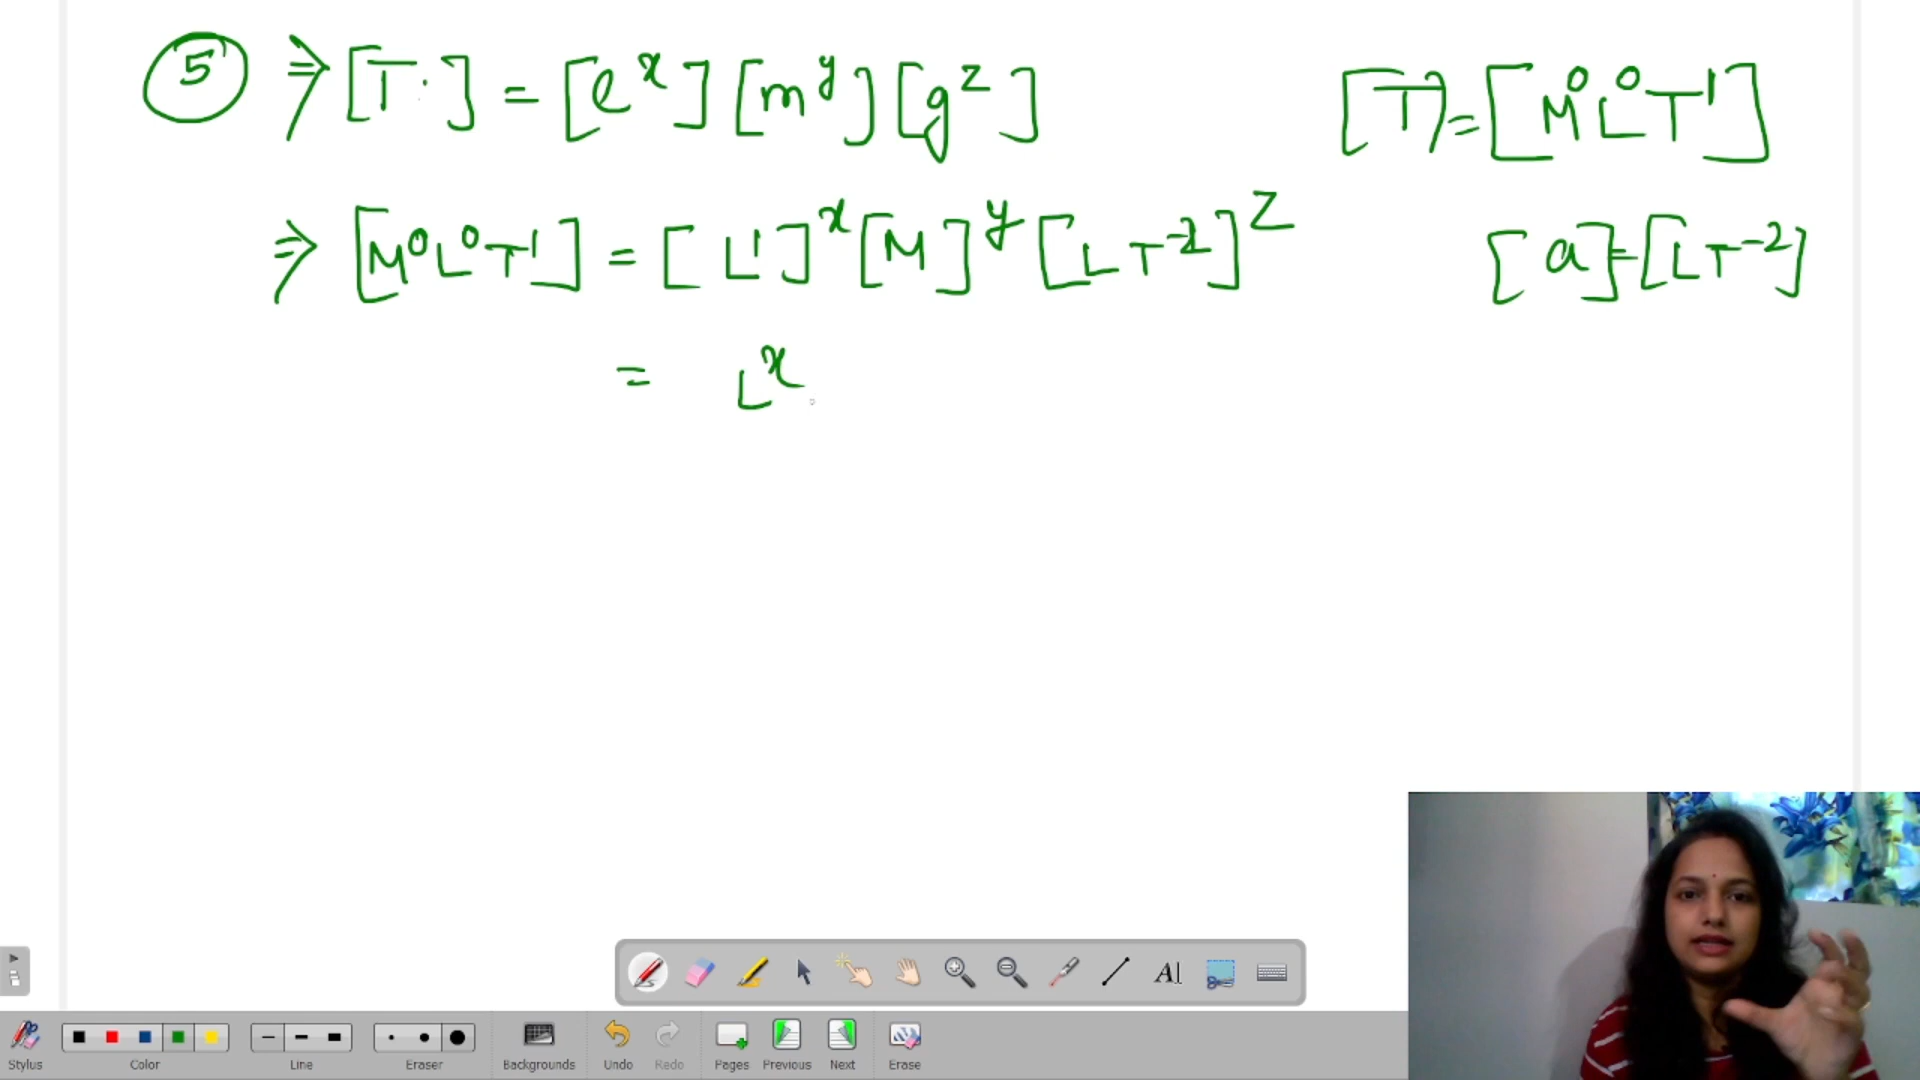 5 ⇒ [T.] = [l^x] [m^y] [g^z]
[T] = [M^0 L^0 T^1]
⇒ [M^0 L^0 T^1] = [L^1]^x [M]^y [L T^-2]^z
[a] = [L T^-2]
= L^x
AI
Stylus Color Line Eraser Backgrounds Undo Redo Pages Previous Next Erase